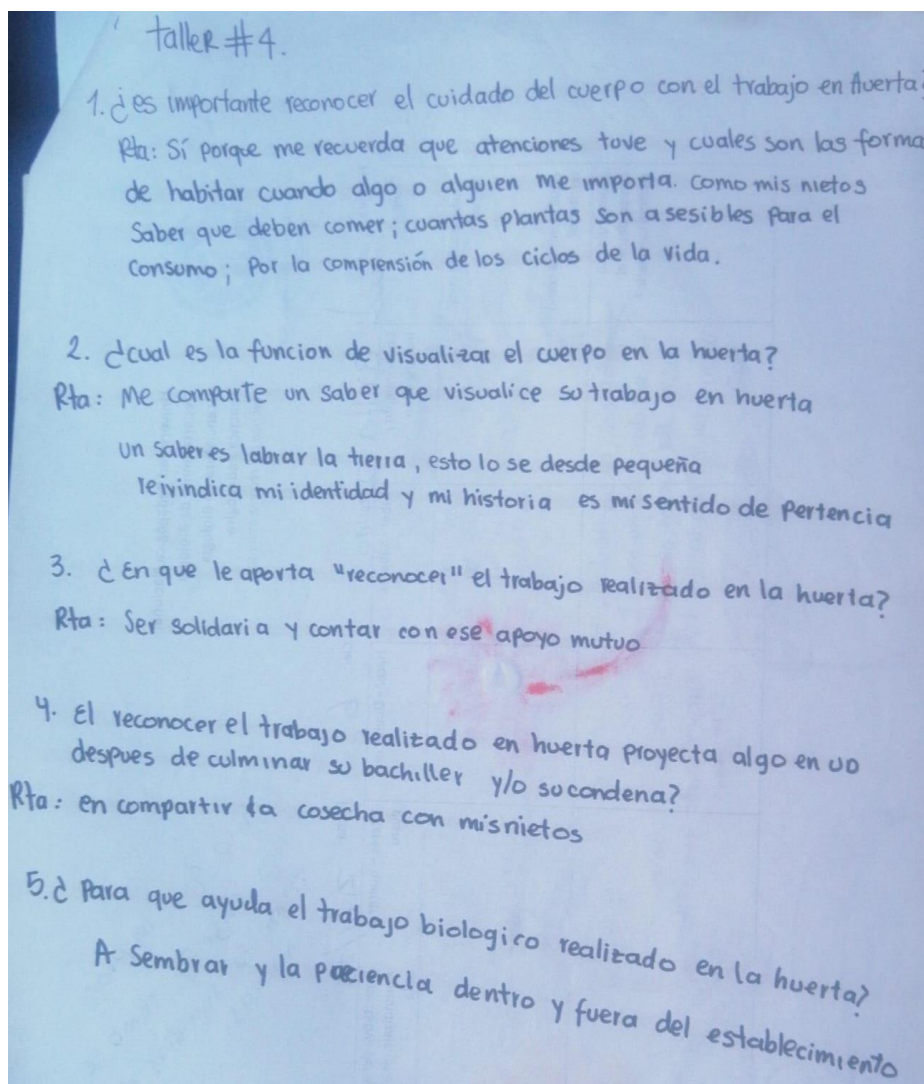 talleR #4.
1. ¿es importante reconocer el cuidado del cuerpo con el trabajo en huerta?
Rta: Sí porque me recuerda que atenciones tuve y cuales son las forma
de habitar cuando algo o alguien me importa. como mis nietos
Saber que deben comer; cuantas plantas son asesibles para el
consumo; Por la comprensión de los ciclos de la vida.
2. ¿cual es la funcion de visualizar el cuerpo en la huerta?
Rta: Me comparte un saber que visualice su trabajo en huerta
un saber es labrar la tierra, esto lo se desde pequeña
reivindica mi identidad y mi historia es mi sentido de pertencia
3. ¿En que le aporta "reconocer" el trabajo realizado en la huerta?
Rta: Ser solidaria y contar con ese apoyo mutuo
4. El reconocer el trabajo realizado en huerta proyecta algo en UD
despues de culminar su bachiller y/o su condena?
Rta: en compartir la cosecha con mis nietos
5. ¿Para que ayuda el trabajo biologico realizado en la huerta?
A Sembrar y la paciencia dentro y fuera del establecimiento